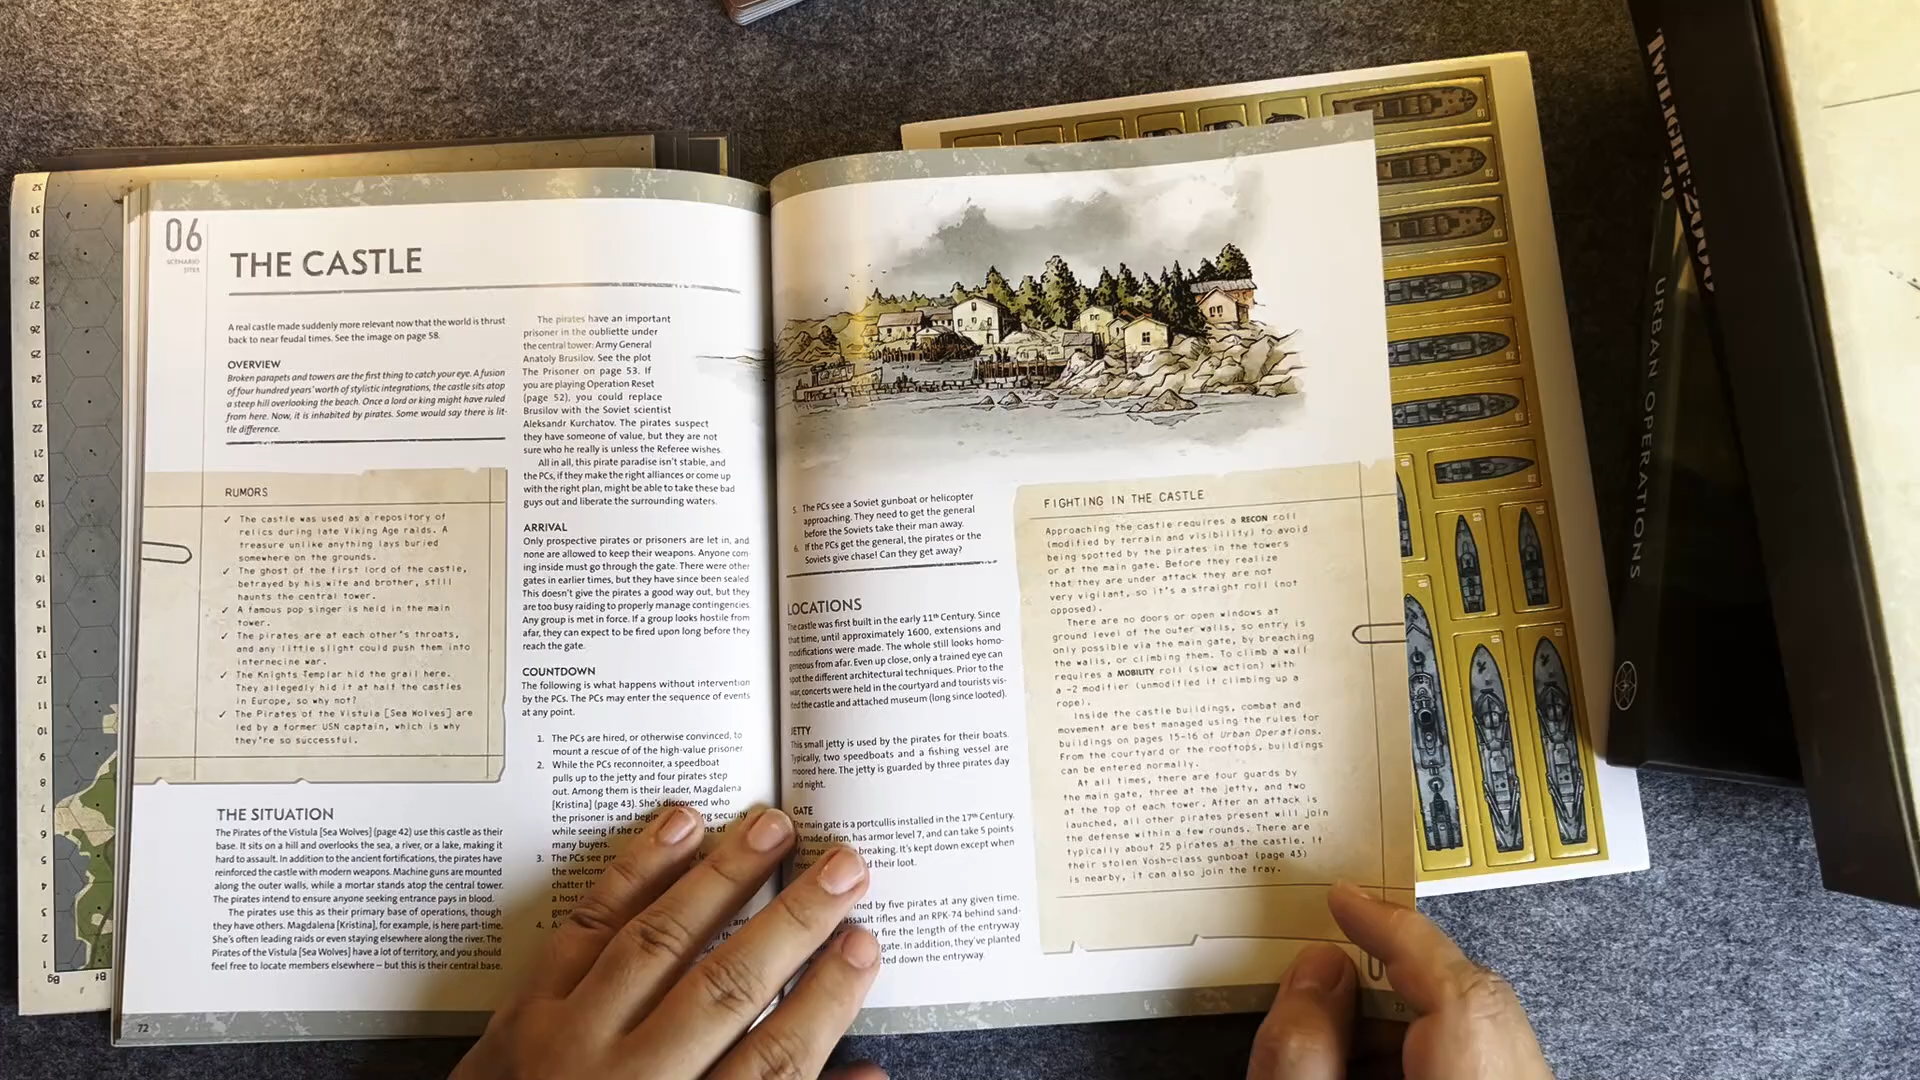 06
SCENARIO
SITES
THE CASTLE
A real castle made suddenly more relevant now that the world is thrust
back to near feudal times. See the image on page 58.
OVERVIEW
Broken parapets and towers are the first thing to catch your eye. A fusion
of four hundred years' worth of stylistic integrations, the castle sits atop
a steep hill overlooking the beach. Once a lord or king might have ruled
from here. Now, it is inhabited by pirates. Some would say there is lit-
tle difference.
RUMORS
✓ The castle was used as a repository of
relics during late Viking Age raids. A
treasure unlike anything lays buried
somewhere on the grounds.
✓ The ghost of the first lord of the castle,
betrayed by his wife and brother, still
haunts the central tower.
✓ A famous pop singer is held in the main
tower.
✓ The pirates are at each other's throats,
and any little slight could push them into
internecine war.
✓ The Knights Templar hid the grail here.
They allegedly hid it at half the castles
in Europe, so why not?
✓ The Pirates of the Vistula [Sea Wolves] are
led by a former USN captain, which is why
they're so successful.
THE SITUATION
The Pirates of the Vistula [Sea Wolves] (page 42) use this castle as their
base. It sits on a hill and overlooks the sea, a river, or a lake, making it
hard to assault. In addition to the ancient fortifications, the pirates have
reinforced the castle with modern weapons. Machine guns are mounted
along the outer walls, while a mortar stands atop the central tower.
The pirates intend to ensure anyone seeking entrance pays in blood.
The pirates use this as their primary base of operations, though
they have others. Magdalena [Kristina], for example, is here part-time.
She's often leading raids or even staying elsewhere along the river. The
Pirates of the Vistula [Sea Wolves] have a lot of territory, and you should
feel free to locate members elsewhere – but this is their central base.
72
The pirates have an important
prisoner in the oubliette under
the central tower: Army General
Anatoly Brusilov. See the plot
The Prisoner on page 53. If
you are playing Operation Reset
(page 52), you could replace
Brusilov with the Soviet scientist
Aleksandr Kurchatov. The pirates suspect
they have someone of value, but they are not
sure who he really is unless the Referee wishes.
All in all, this pirate paradise isn't stable, and
the PCs, if they make the right alliances or come up
with the right plan, might be able to take these bad
guys out and liberate the surrounding waters.
ARRIVAL
Only prospective pirates or prisoners are let in, and
none are allowed to keep their weapons. Anyone com-
ing inside must go through the gate. There were other
gates in earlier times, but they have since been sealed
This doesn't give the pirates a good way out, but they
are too busy raiding to properly manage contingencies.
Any group is met in force. If a group looks hostile from
afar, they can expect to be fired upon long before they
reach the gate.
COUNTDOWN
The following is what happens without intervention
by the PCs. The PCs may enter the sequence of events
at any point.
1. The PCs are hired, or otherwise convinced, to
mount a rescue of of the high-value prisoner
2. While the PCs reconnoiter, a speedboat
pulls up to the jetty and four pirates step
out. Among them is their leader, Magdalena
[Kristina] (page 43). She's discovered who
the prisoner is and security
while seeing if she of
many buyers.
3. The PCs see
the
chatter
a host
4.
5. The PCs see a Soviet gunboat or helicopter
approaching. They need to get the general
before the Soviets take their man away.
6. If the PCs get the general, the pirates or the
Soviets give chase! Can they get away?
LOCATIONS
The castle was first built in the early 11th Century. Since
that time, until approximately 1600, extensions and
modifications were made. The whole still looks homo-
geneous from afar. Even up close, only a trained eye can
spot the different architectural techniques. Prior to the
war, concerts were held in the courtyard and tourists vis-
ited the castle and attached museum (long since looted).
JETTY
This small jetty is used by the pirates for their boats.
Typically, two speedboats and a fishing vessel are
moored here. The jetty is guarded by three pirates day
and night.
GATE
The main gate is a portcullis installed in the 17th Century.
made of iron, has armor level 7, and can take 5 points
breaking. It's kept down except when
their loot.
by five pirates at any given time.
assault rifles and an RPK-74 behind sand-
fire the length of the entryway
gate. In addition, they've planted
down the entryway
FIGHTING IN THE CASTLE
Approaching the castle requires a RECON roll
(modified by terrain and visibility) to avoid
being spotted by the pirates in the towers
or at the main gate. Before they realize
that they are under attack they are not
very vigilant, so it's a straight roll (not
opposed).
There are no doors or open windows at
ground level of the outer walls, so entry is
only possible via the main gate, by breaching
the walls, or climbing them. To climb a wall
requires a MOBILITY roll (slow action) with
a -2 modifier (unmodified if climbing up a
rope).
Inside the castle buildings, combat and
movement are best managed using the rules for
buildings on pages 15-16 of Urban Operations.
From the courtyard or the rooftops, buildings
can be entered normally.
At all times, there are four guards by
the main gate, three at the jetty, and two
at the top of each tower. After an attack is
launched, all other pirates present will join
the defense within a few rounds. There are
typically about 25 pirates at the castle. If
their stolen Vosh-class gunboat (page 43)
is nearby, it can also join the fray.
73
TWILIGHT:2000
URBAN OPERATIONS